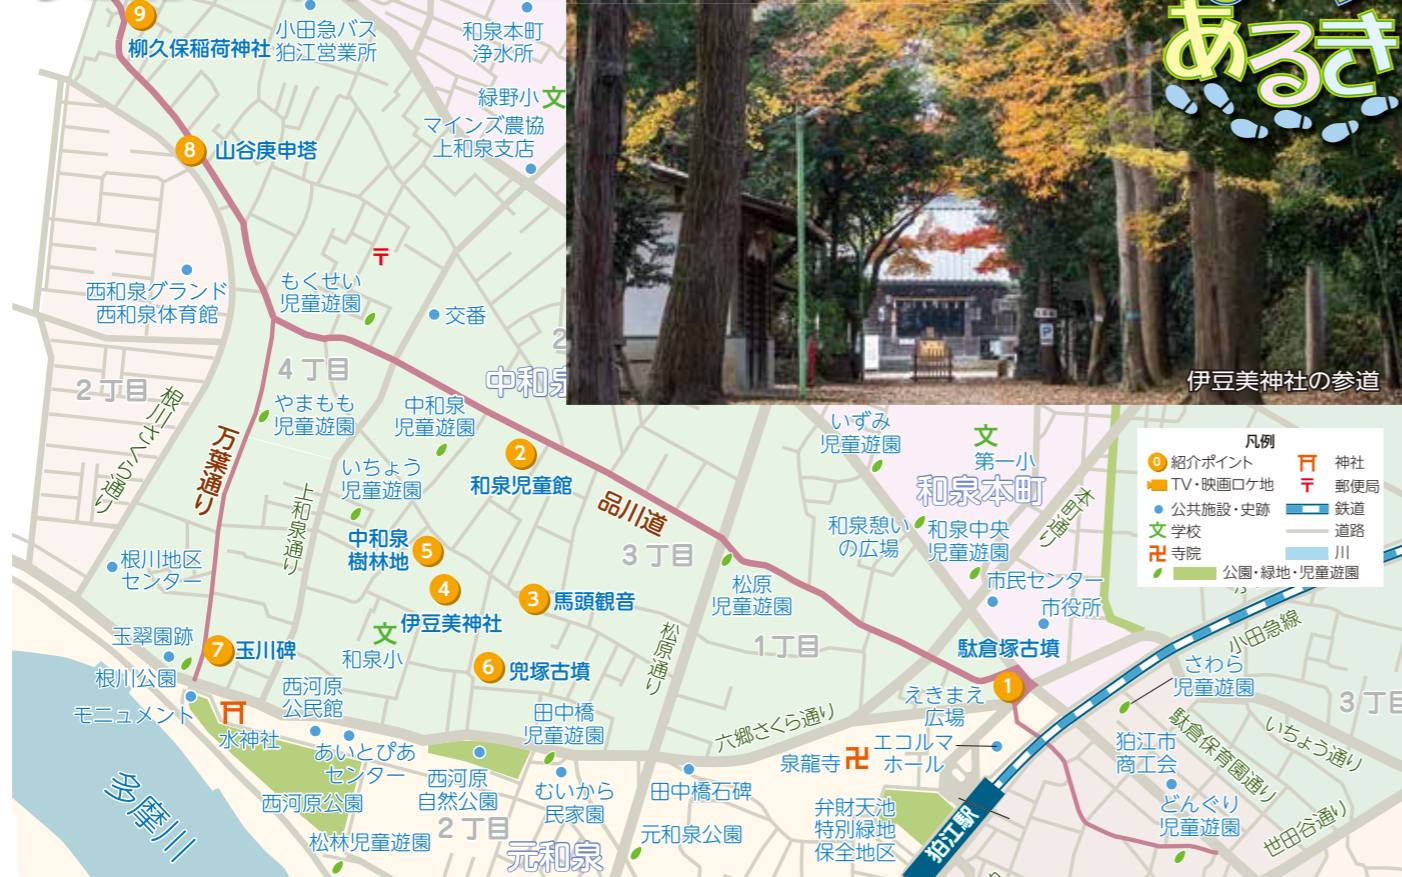 あるき
伊豆美神社の参道
9
柳久保稲荷神社
小田急バス
狛江営業所
和泉本町
浄水所
緑野小
文
マインズ農協
上和泉支店
8
山谷庚申塔
〒
西和泉グランド
西和泉体育館
もくせい
児童遊園
交番
2
中和泉
4丁目
2丁目
根川さくら通り
やまもも
児童遊園
中和泉
児童遊園
万葉通り
いちょう
児童遊園
上和泉通り
2
和泉児童館
品川道
3丁目
いずみ
児童遊園
文
第一小
和泉本町
本町通り
和泉憩い
の広場
和泉中央
児童遊園
凡例
0
紹介ポイント
神社
TV・映画ロケ地
〒
郵便局
公共施設・史跡
鉄道
文
学校
道路
卍
寺院
川
公園・緑地・児童遊園
中和泉
樹林地
5
根川地区
センター
4
伊豆美神社
3
馬頭観音
松原
児童遊園
市民センター
市役所
小田急線
玉翠園跡
7
玉川碑
文
和泉小
6
兜塚古墳
松原通り
1丁目
駄倉塚古墳
1
さわら
児童遊園
3丁目
根川公園
モニュメント
水神社
西河原
公民館
あいとぴあ
センター
田中橋
児童遊園
六郷さくら通り
えきまえ
広場
泉龍寺
卍
エコルマ
ホール
狛江市
商工会
駄倉保育園通り
いちょう通り
多摩川
西河原公園
西河原
自然公園
むいから
民家園
田中橋石碑
弁財天池
特別緑地
保全地区
狛江駅
どんぐり
児童遊園
世田谷通り
松林児童遊園
2丁目
元和泉
元和泉公園